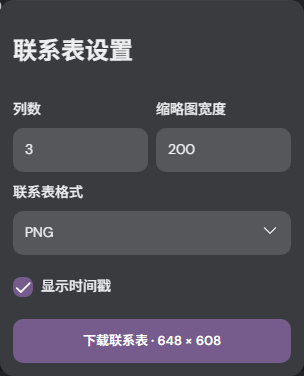 联系表设置
列数 缩略图宽度
3 200
联系表格式
PNG
显示时间戳
下载联系表 · 648 × 608